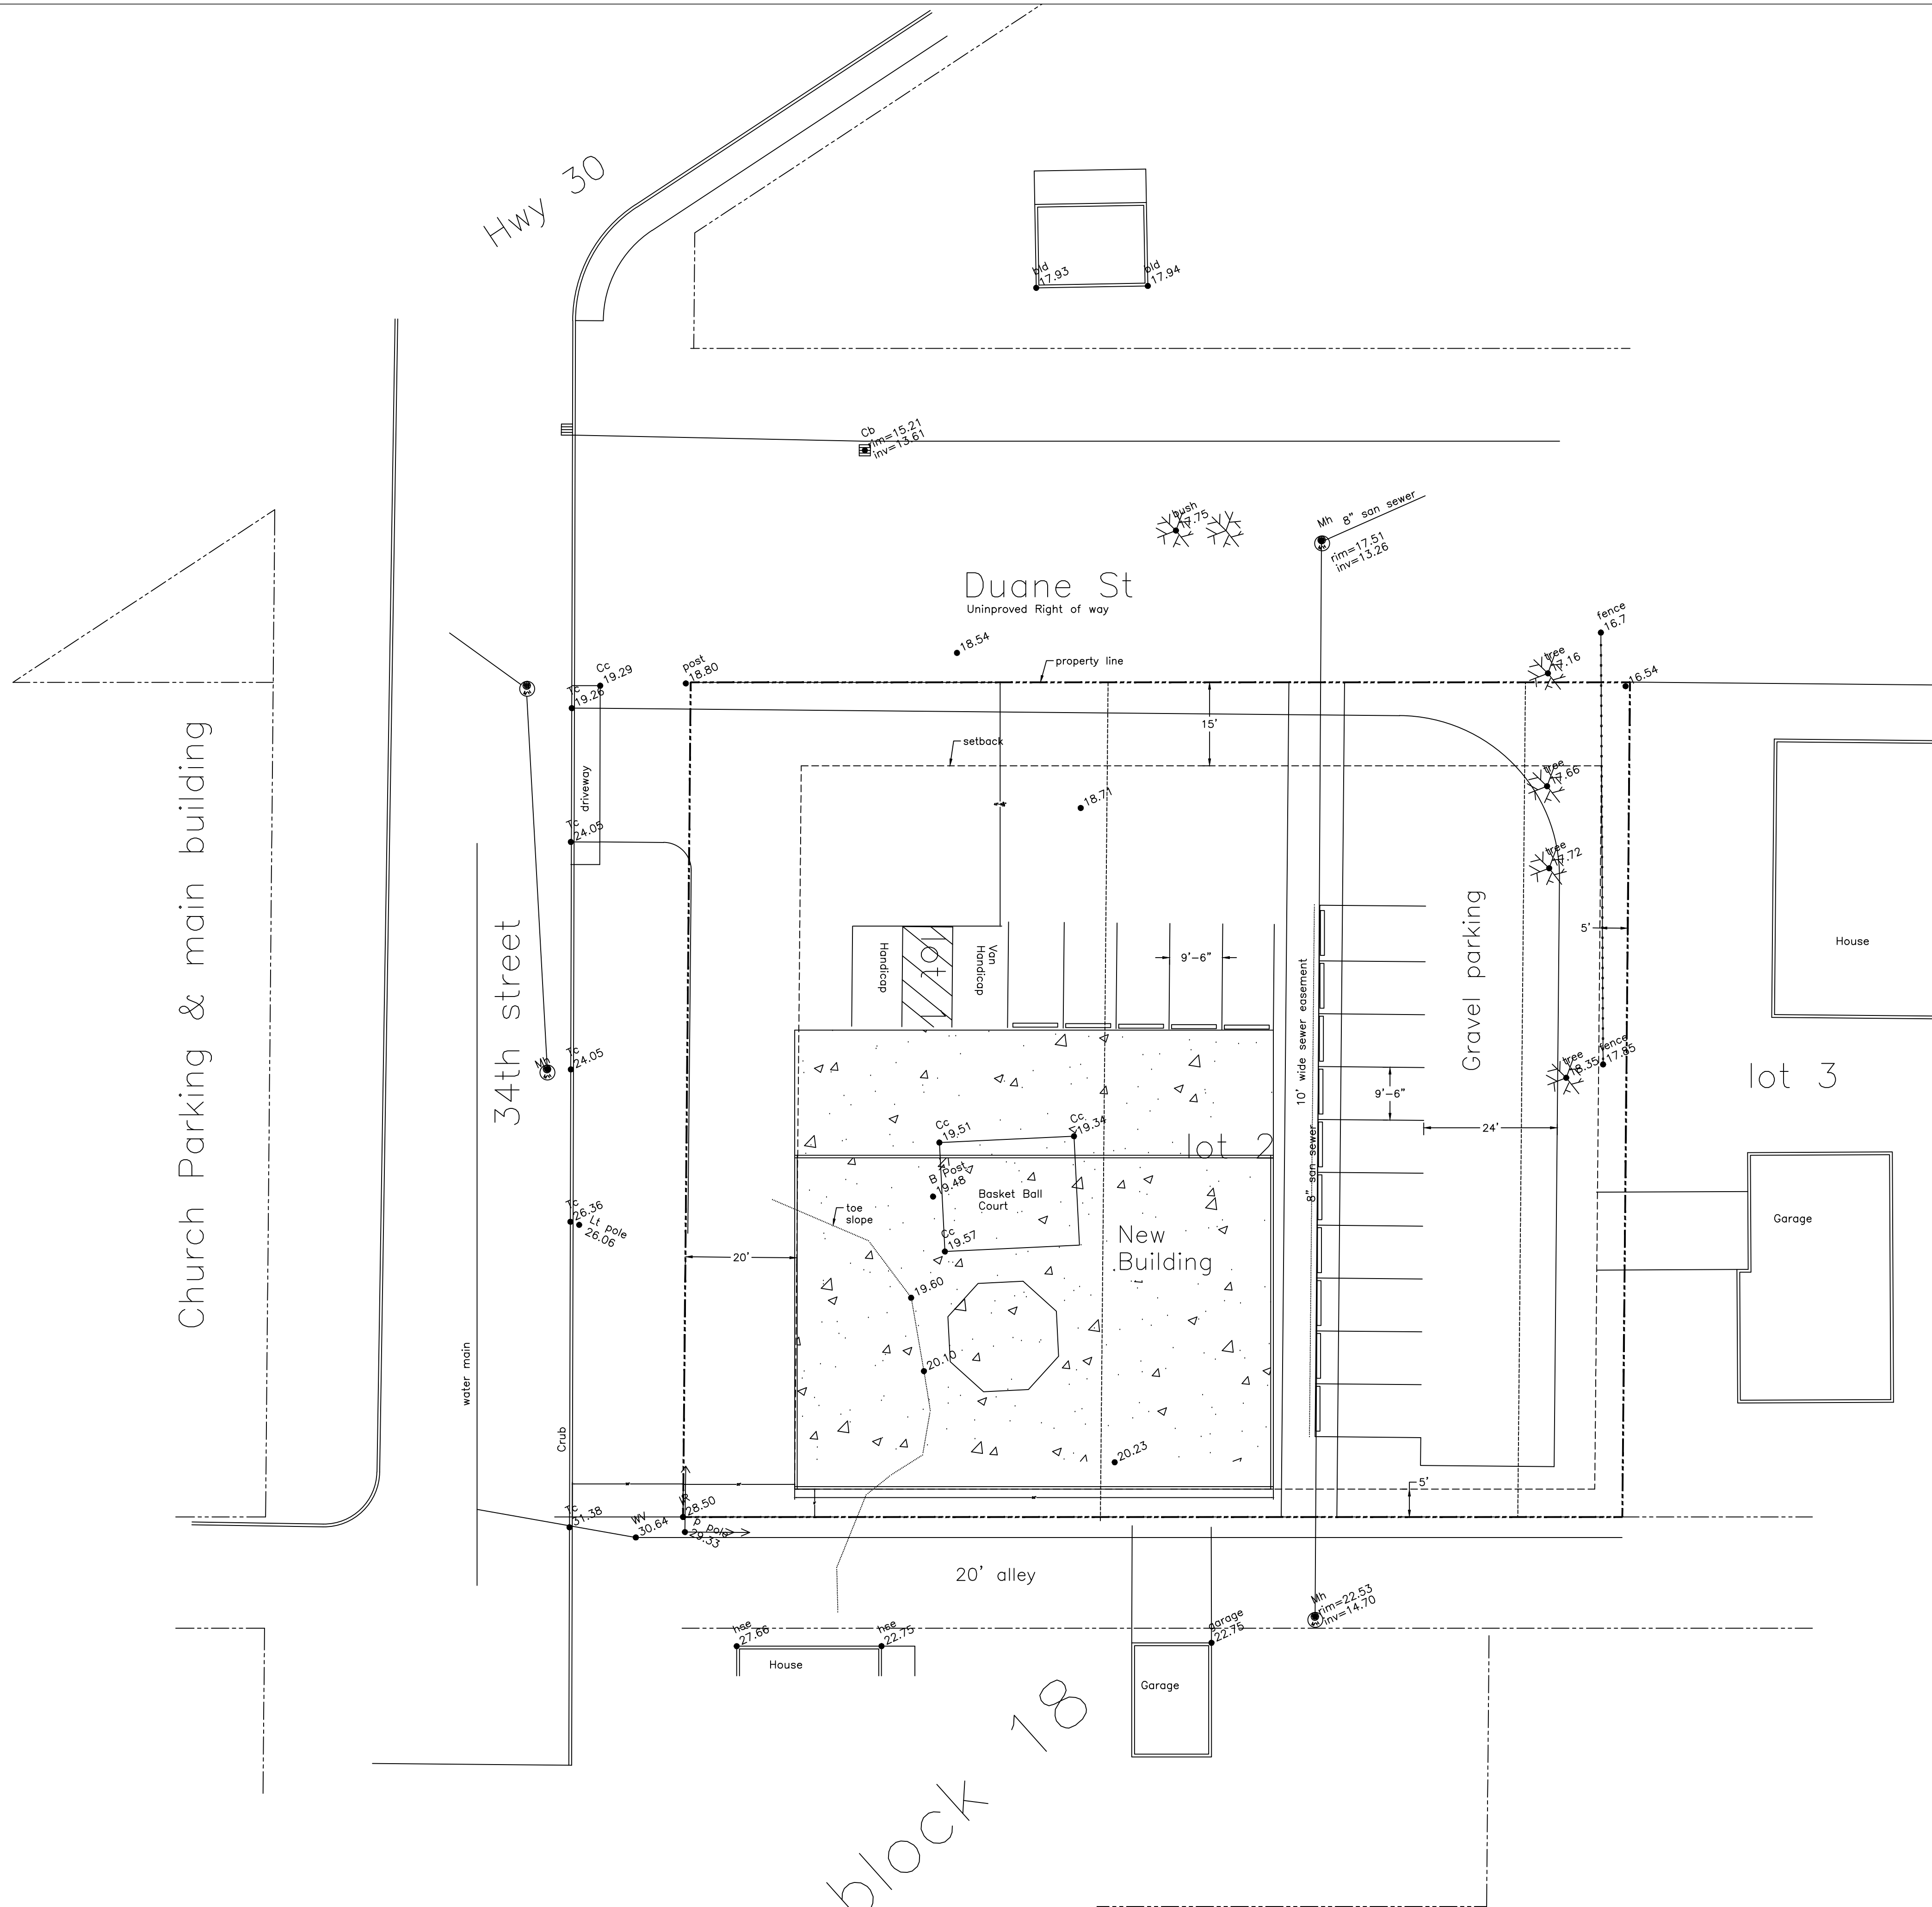 Hwy 30
bld
17.93
bld
17.94
Cb
rim=15.21
inv=13.61
bush
17.75
Mh
8" san sewer
rim=17.51
inv=13.26
Duane St
Uninproved Right of way
fence
16.7
18.54
property line
tree
17.16
16.54
post
18.80
Cc
19.29
Tc
19.26
15'
setback
driveway
tree
17.66
18.71
Tc
24.05
tree
17.72
Church Parking & main building
34th street
Handicap
lot 1
Van
Handicap
9'-6"
10' wide sewer easement
Gravel parking
5'
House
Mh
Tc
24.05
tree
18.35
fence
17.85
lot 3
9'-6"
24'
Cc
19.51
Cc
19.34
lot 2
8" san sewer
B Post
19.48
Basket Ball
Court
toe
slope
Tc
26.36
Lt pole
26.06
Garage
New
Building
Cc
19.57
20'
19.60
20.10
water main
Crub
20.23
5'
Tc
31.38
WV
30.64
IR
28.50
P pole
29.33
20' alley
Mh
rim=22.53
inv=14.70
hse
27.66
hse
22.75
garage
22.75
House
Garage
block 18